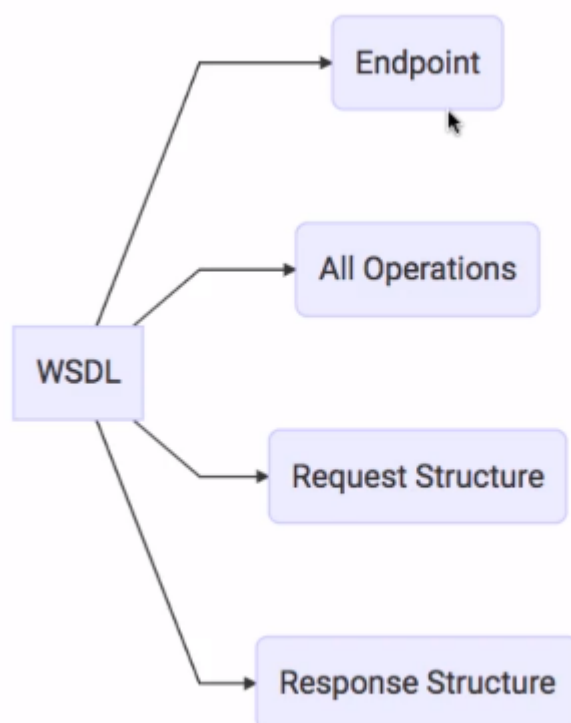 Endpoint
All Operations
WSDL
Request Structure
Response Structure